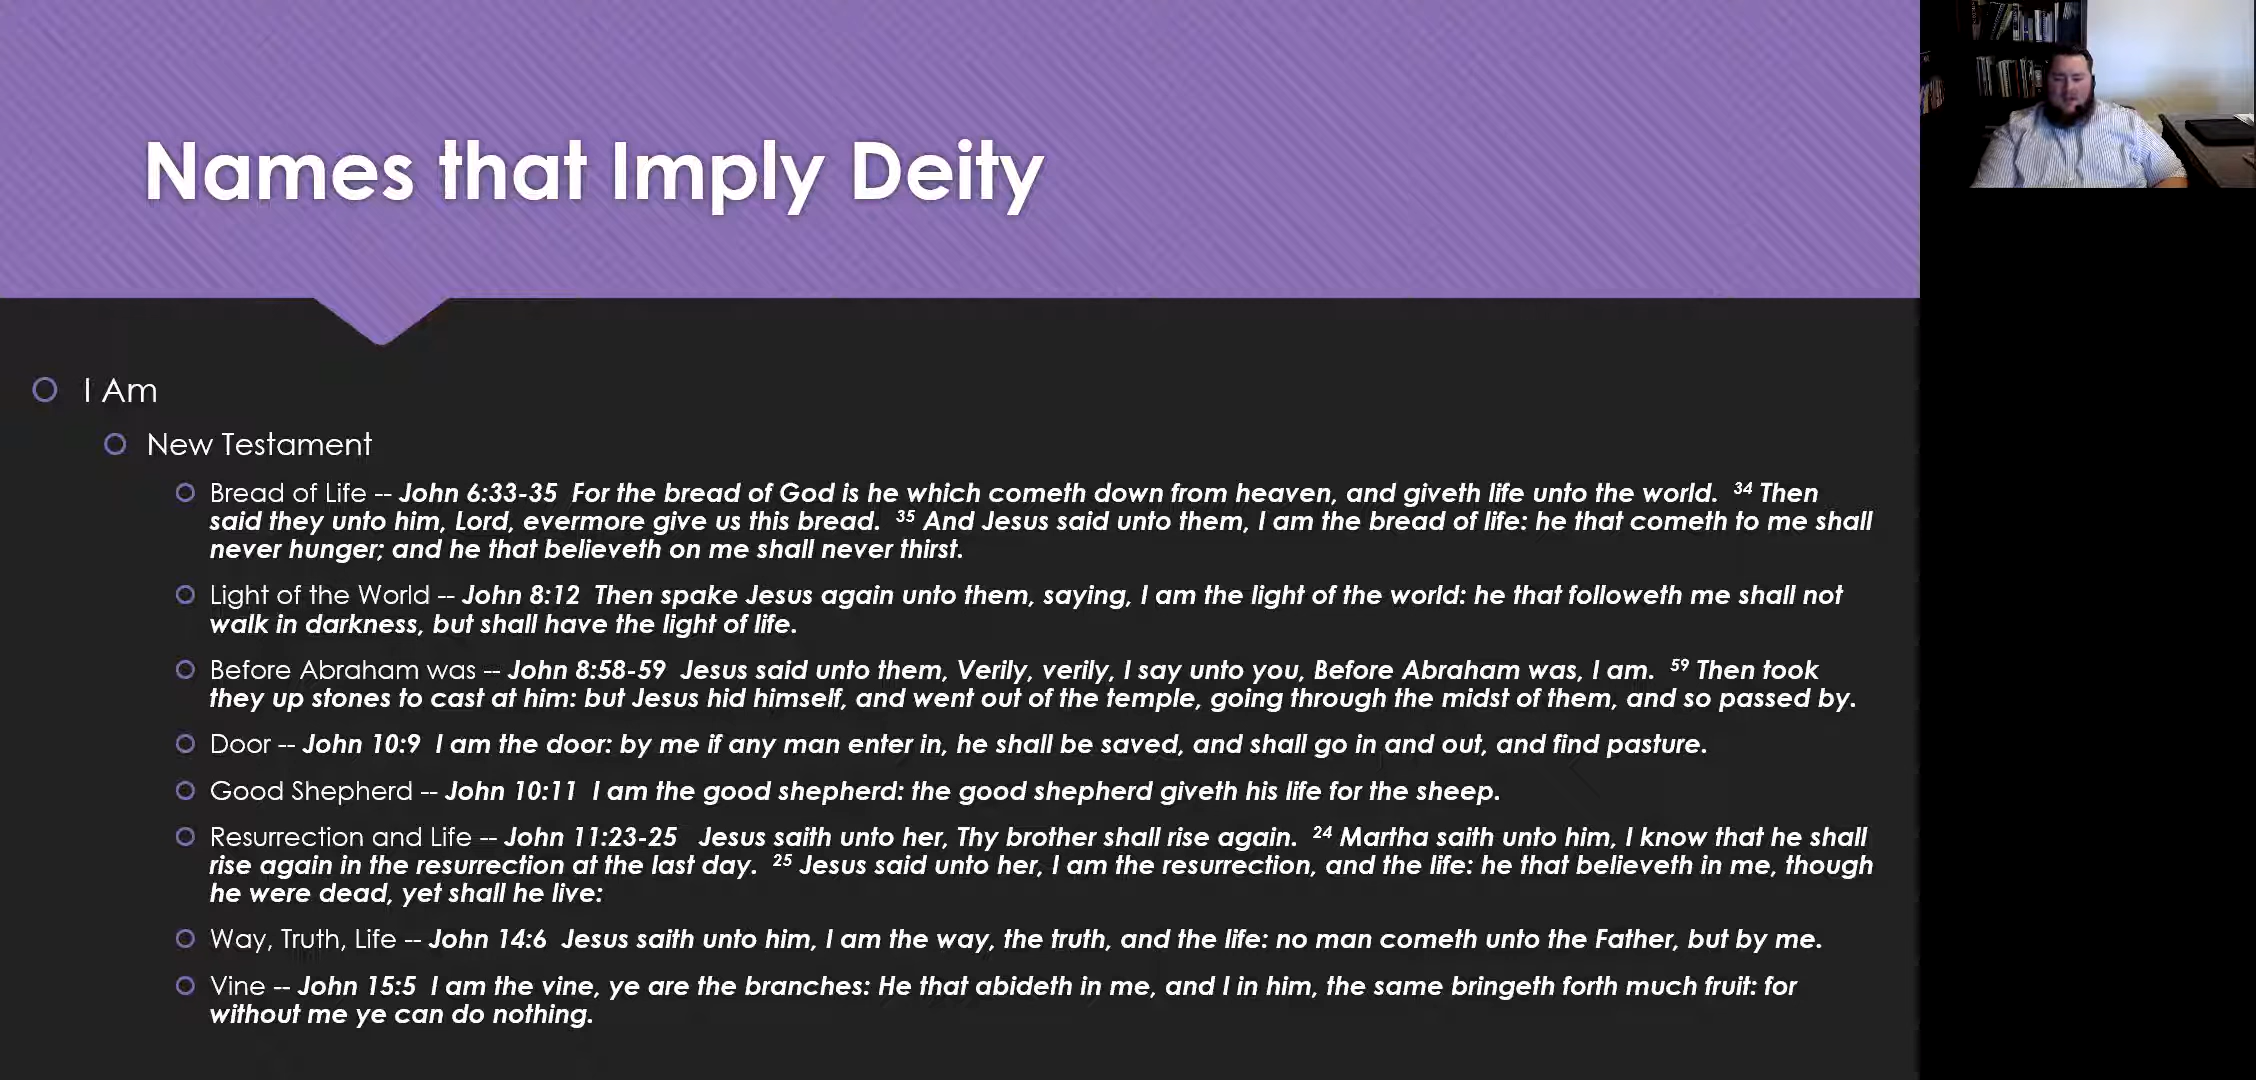 Names that Imply Deity
I Am
New Testament
Bread of Life -- John 6:33-35 For the bread of God is he which cometh down from heaven, and giveth life unto the world. 34 Then
said they unto him, Lord, evermore give us this bread. 35 And Jesus said unto them, I am the bread of life: he that cometh to me shall
never hunger; and he that believeth on me shall never thirst.
Light of the World -- John 8:12 Then spake Jesus again unto them, saying, I am the light of the world: he that followeth me shall not
walk in darkness, but shall have the light of life.
Before Abraham was -- John 8:58-59 Jesus said unto them, Verily, verily, I say unto you, Before Abraham was, I am. 59 Then took
they up stones to cast at him: but Jesus hid himself, and went out of the temple, going through the midst of them, and so passed by.
Door -- John 10:9 I am the door: by me if any man enter in, he shall be saved, and shall go in and out, and find pasture.
Good Shepherd -- John 10:11 I am the good shepherd: the good shepherd giveth his life for the sheep.
Resurrection and Life -- John 11:23-25 Jesus saith unto her, Thy brother shall rise again. 24 Martha saith unto him, I know that he shall
rise again in the resurrection at the last day. 25 Jesus said unto her, I am the resurrection, and the life: he that believeth in me, though
he were dead, yet shall he live:
Way, Truth, Life -- John 14:6 Jesus saith unto him, I am the way, the truth, and the life: no man cometh unto the Father, but by me.
Vine -- John 15:5 I am the vine, ye are the branches: He that abideth in me, and I in him, the same bringeth forth much fruit: for
without me ye can do nothing.